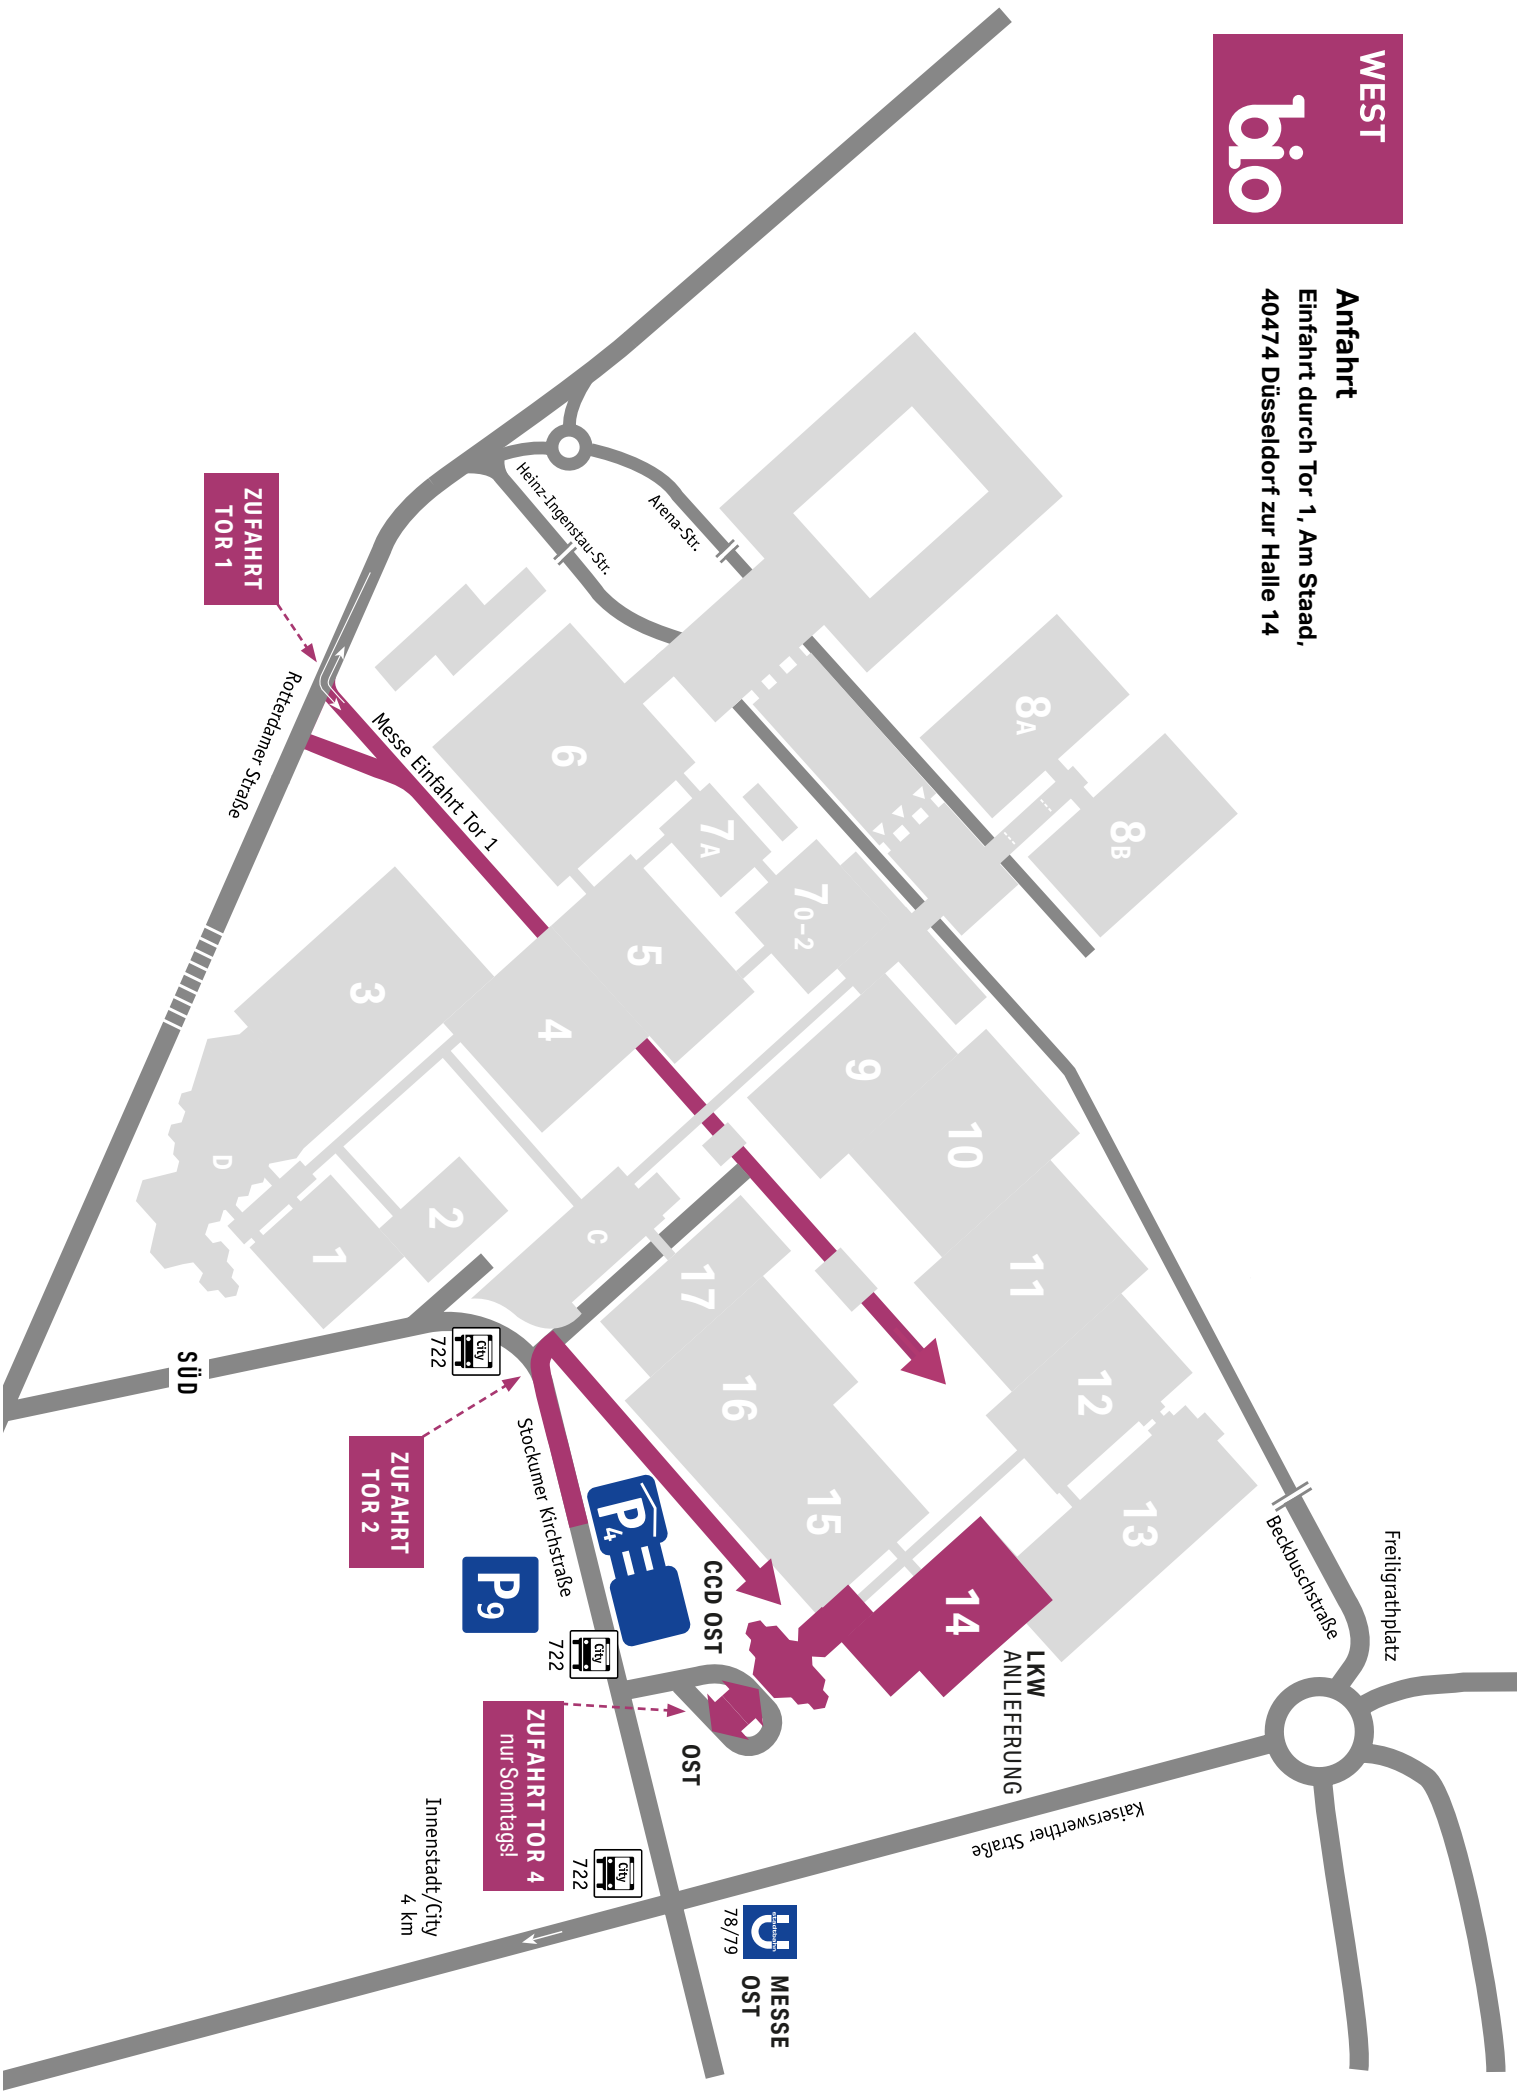 WEST
bio
Anfahrt
Einfahrt durch Tor 1, Am Staad,
40474 Düsseldorf zur Halle 14
Freiligrathplatz
Beckbuschstraße
Kaiserswerther Straße
8A
8B
Arena-Str.
Heinz-Ingenstau-Str.
6
7A
7 0-2
ZUFAHRT
TOR 1
Messe Einfahrt Tor 1
Rotterdamer Straße
5
4
3
9
10
11
12
13
14
15
16
17
C
D
2
1
LKW
ANLIEFERUNG
CCD OST
OST
P4
P9
City
722
City
722
City
722
Stockumer Kirchstraße
SÜD
ZUFAHRT
TOR 2
ZUFAHRT TOR 4
nur Sonntags!
Innenstadt/City
4 km
U
Stadtbahn
78/79
MESSE
OST